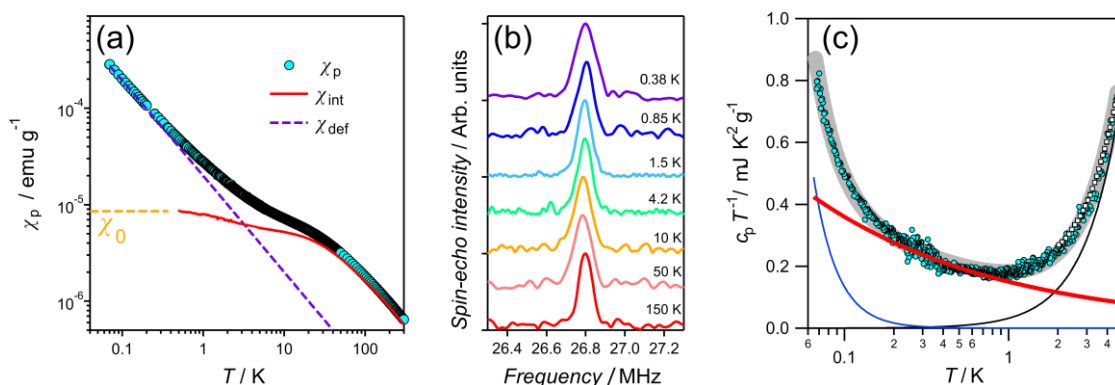 (a)
χp / emu g⁻¹
10⁻⁴
10⁻⁵
10⁻⁶
χp
χint
χdef
χ0
0.1
1
10
100
T / K
(b)
Spin-echo intensity / Arb. units
0.38 K
0.85 K
1.5 K
4.2 K
10 K
50 K
150 K
26.4
26.6
26.8
27.0
27.2
Frequency / MHz
(c)
cp T⁻¹/ mJ K² g⁻¹
1.0
0.8
0.6
0.4
0.2
0.0
6
0.1
2
3
4
5
6
1
2
3
4
T / K